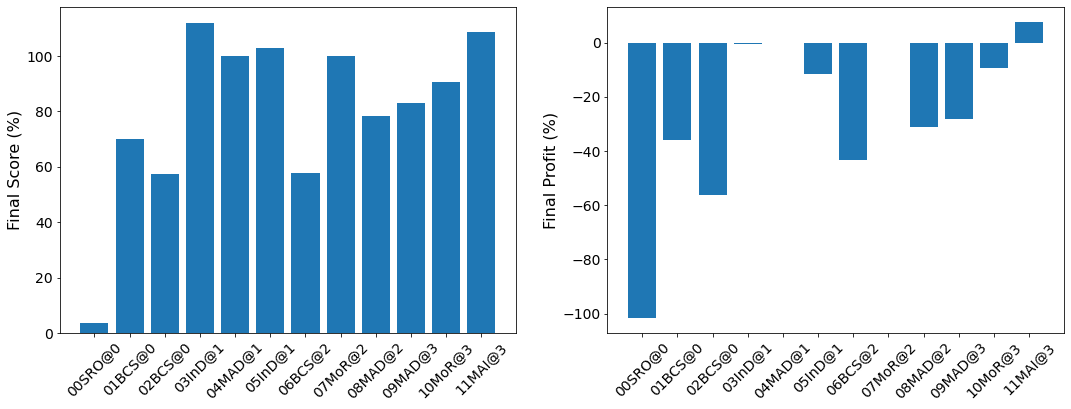 Final Score (%)
100
80
60
40
20
0
00SRO@0
01BCS@0
02BCS@0
03InD@1
04MAD@1
05InD@1
06BCS@2
07MoR@2
08MAD@2
09MAD@3
10MoR@3
11MAI@3
Final Profit (%)
0
−20
−40
−60
−80
−100
00SRO@0
01BCS@0
02BCS@0
03InD@1
04MAD@1
05InD@1
06BCS@2
07MoR@2
08MAD@2
09MAD@3
10MoR@3
11MAI@3